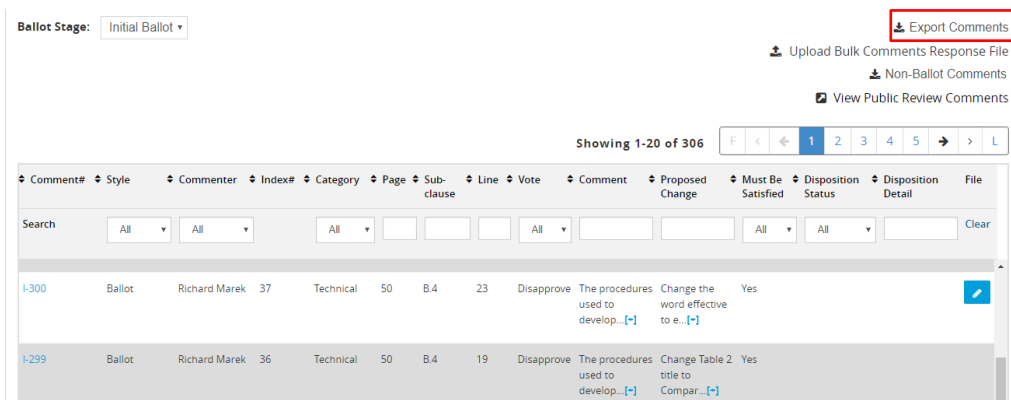 Ballot Stage: Initial Ballot
Export Comments
Upload Bulk Comments Response File
Non-Ballot Comments
View Public Review Comments
Showing 1-20 of 306 F < 1 2 3 4 5 > L
Comment# Style Commenter Index# Category Page Sub-clause Line Vote Comment Proposed Change Must Be Satisfied Disposition Status Disposition Detail File
Search All All All All All All Clear
I-300 Ballot Richard Marek 37 Technical 50 B.4 23 Disapprove The procedures used to develop...[+] Change the word effective to e...[+] Yes
I-299 Ballot Richard Marek 36 Technical 50 B.4 19 Disapprove The procedures used to develop...[+] Change Table 2 title to Compar...[+] Yes